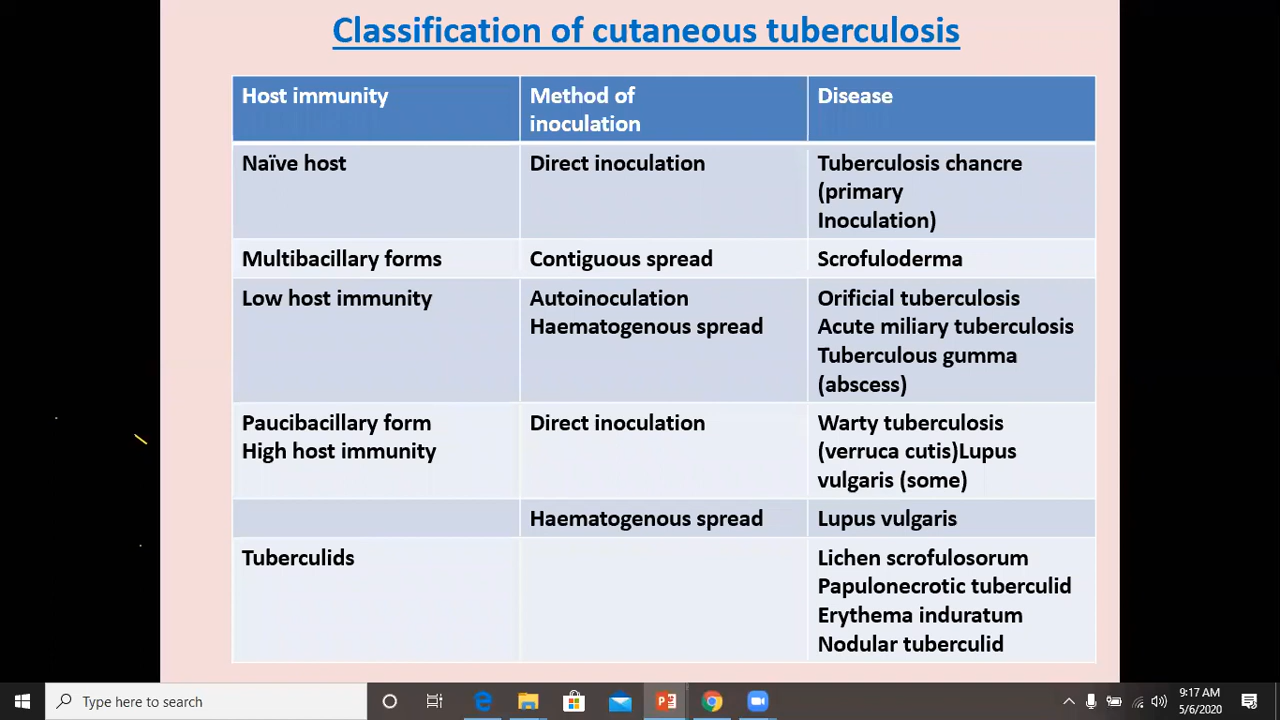 Classification of cutaneous tuberculosis
Host immunity
Method of
inoculation
Disease
Naïve host
Direct inoculation
Tuberculosis chancre
(primary
Inoculation)
Multibacillary forms
Contiguous spread
Scrofuloderma
Low host immunity
Autoinoculation
Haematogenous spread
Orificial tuberculosis
Acute miliary tuberculosis
Tuberculous gumma
(abscess)
Paucibacillary form
High host immunity
Direct inoculation
Warty tuberculosis
(verruca cutis)Lupus
vulgaris (some)
Haematogenous spread
Lupus vulgaris
Tuberculids
Lichen scrofulosorum
Papulonecrotic tuberculid
Erythema induratum
Nodular tuberculid
Type here to search
9:17 AM
5/6/2020